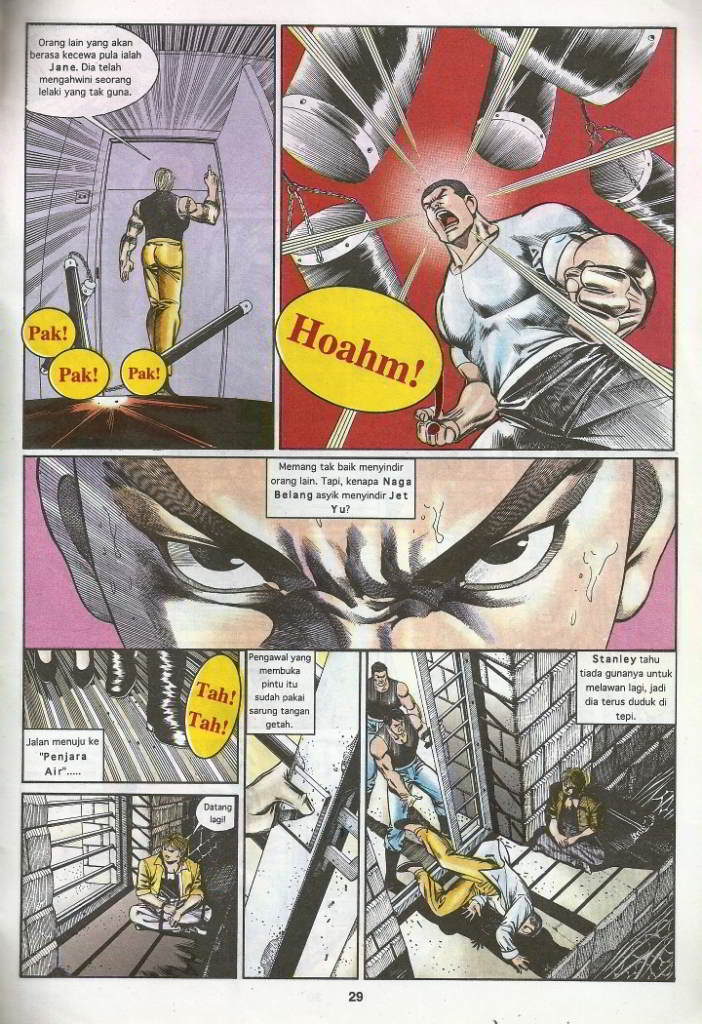 Orang lain yang akan
berasa kecewa pula ialah
Jane. Dia telah
mengahwini seorang
lelaki yang tak guna.
Pak!
Pak!
Pak!
Hoahm!
Memang tak baik menyindir
orang lain. Tapi, kenapa Naga
Belang asyik menyindir Jet
Yu?
Jalan menuju ke
"Penjara
Air".....
Tah!
Tah!
Datang
lagi!
Pengawal yang
membuka
pintu itu
sudah pakai
sarung tangan
getah.
Stanley tahu
tiada gunanya untuk
melawan lagi, jadi
dia terus duduk di
tepi.
29